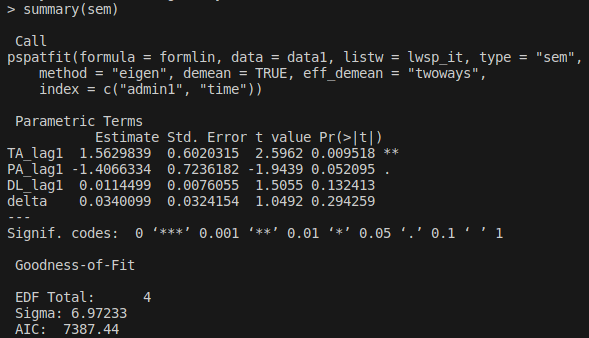 > summary(sem)
Call
pspatfit(formula = formlin, data = data1, listw = lwsp_it, type = "sem",
method = "eigen", demean = TRUE, eff_demean = "twoways",
index = c("admin1", "time"))
Parametric Terms
Estimate Std. Error t value Pr(>|t|)
TA_lag1 1.5629839 0.6020315 2.5962 0.009518 **
PA_lag1 -1.4066334 0.7236182 -1.9439 0.052095 .
DL_lag1 0.0114499 0.0076055 1.5055 0.132413
delta 0.0340099 0.0324154 1.0492 0.294259
---
Signif. codes: 0 ‘***’ 0.001 ‘**’ 0.01 ‘*’ 0.05 ‘.’ 0.1 ‘ ’ 1
Goodness-of-Fit
EDF Total: 4
Sigma: 6.97233
AIC: 7387.44